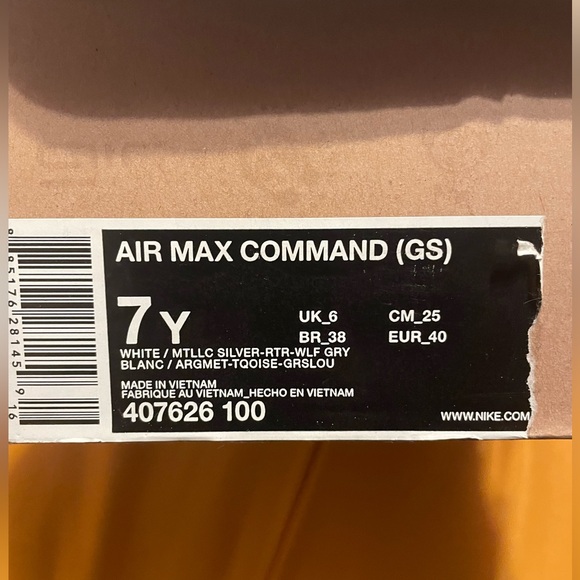 AIR MAX COMMAND (GS)
7Y
UK_6 CM_25
BR_38 EUR_40
WHITE / MTLLC SILVER-RTR-WLF GRY
BLANC / ARGMET-TQOISE-GRSLOU
MADE IN VIETNAM
FABRIQUE AU VIETNAM_HECHO EN VIETNAM
407626 100
WWW.NIKE.COM